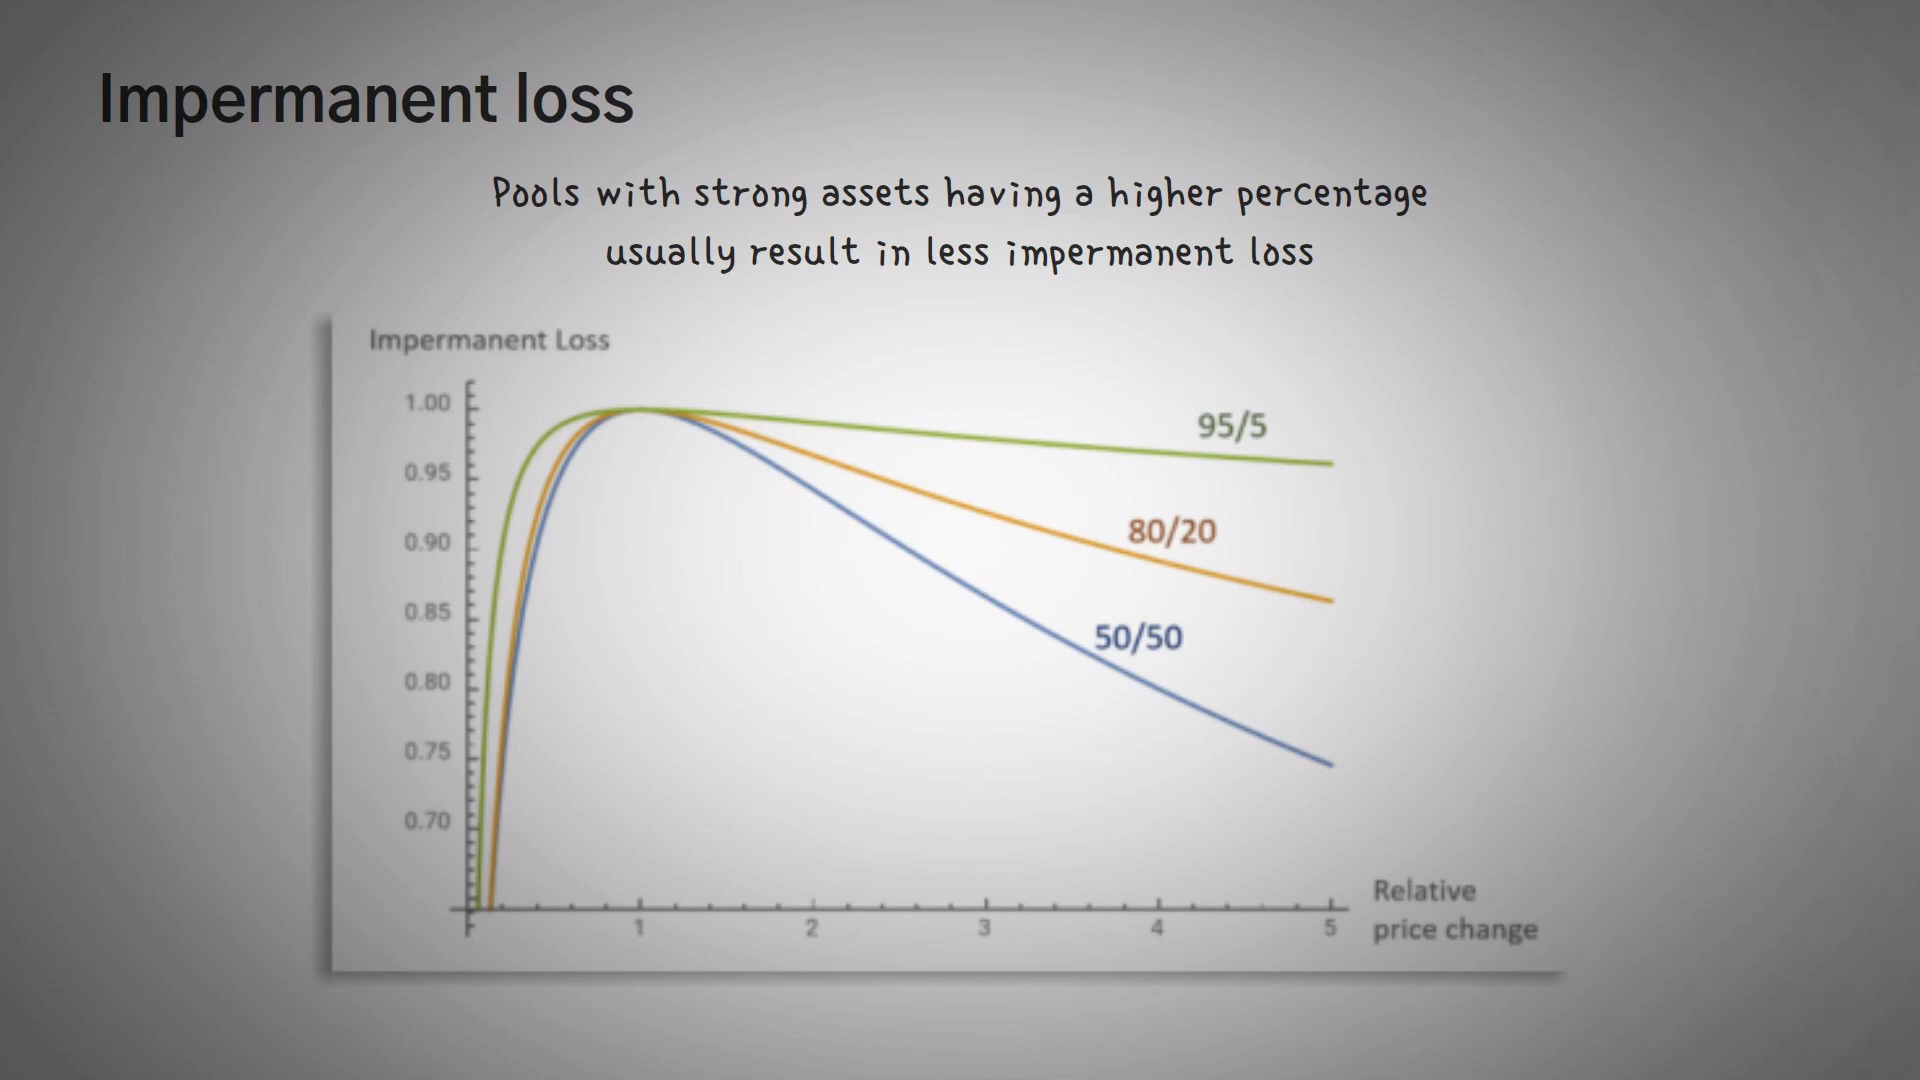 Impermanent loss
Pools with strong assets having a higher percentage
usually result in less impermanent loss
Impermanent Loss
1.00
0.95
0.90
0.85
0.80
0.75
0.70
95/5
80/20
50/50
1 2 3 4 5
Relative
price change